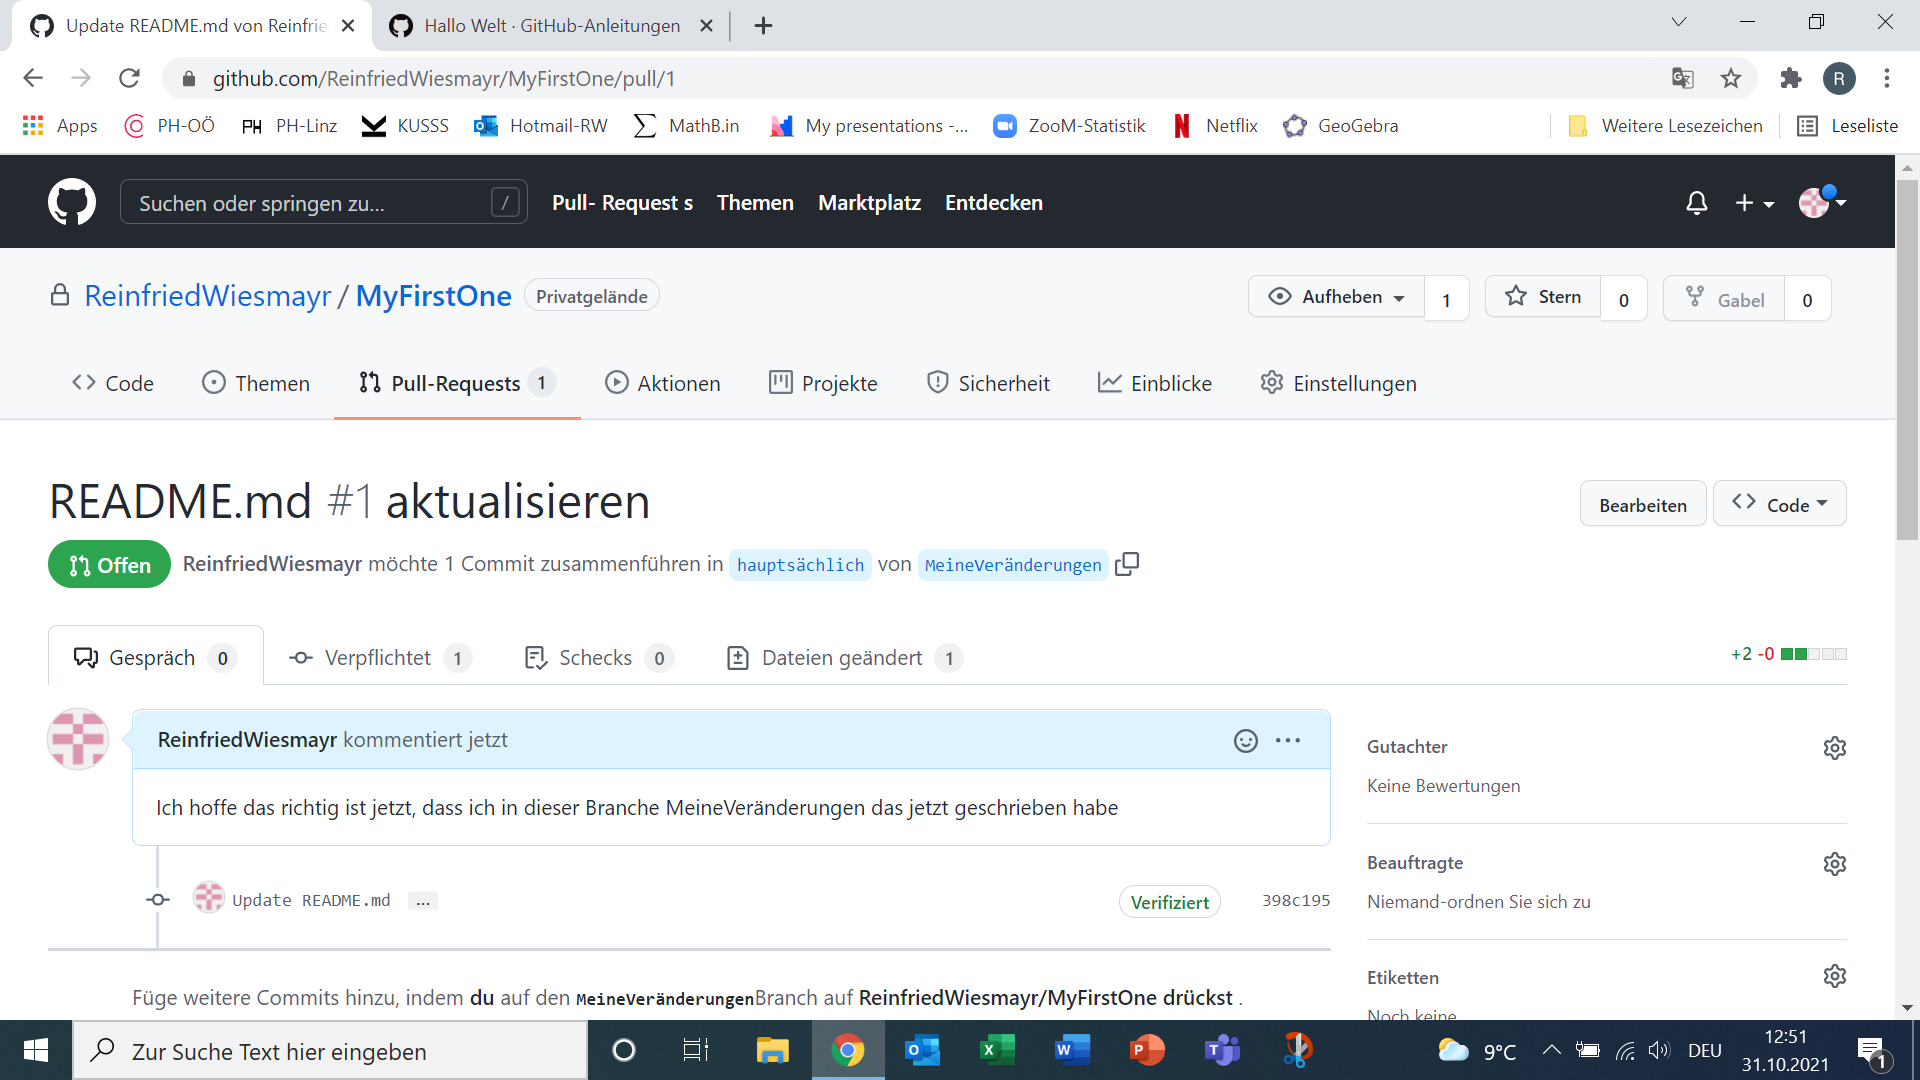 Update README.md von Reinfrie
Hallo Welt · GitHub-Anleitungen
github.com/ReinfriedWiesmayr/MyFirstOne/pull/1
R
Apps
PH-OÖ
PH PH-Linz
KUSSS
Hotmail-RW
MathB.in
My presentations -...
ZooM-Statistik
Netflix
GeoGebra
Weitere Lesezeichen
Leseliste
Suchen oder springen zu... /
Pull- Request s
Themen
Marktplatz
Entdecken
ReinfriedWiesmayr / MyFirstOne Privatgelände
Aufheben 1
Stern 0
Gabel 0
Code
Themen
Pull-Requests 1
Aktionen
Projekte
Sicherheit
Einblicke
Einstellungen
README.md #1 aktualisieren
Bearbeiten
Code
Offen ReinfriedWiesmayr möchte 1 Commit zusammenführen in hauptsächlich von MeineVeränderungen
Gespräch 0
Verpflichtet 1
Schecks 0
Dateien geändert 1
+2 -0
ReinfriedWiesmayr kommentiert jetzt
Ich hoffe das richtig ist jetzt, dass ich in dieser Branche MeineVeränderungen das jetzt geschrieben habe
Update README.md ...
Verifiziert 398c195
Füge weitere Commits hinzu, indem du auf den MeineVeränderungenBranch auf ReinfriedWiesmayr/MyFirstOne drückst .
Gutachter
Keine Bewertungen
Beauftragte
Niemand-ordnen Sie sich zu
Etiketten
Noch keine
Zur Suche Text hier eingeben
9°C
DEU
12:51
31.10.2021
1